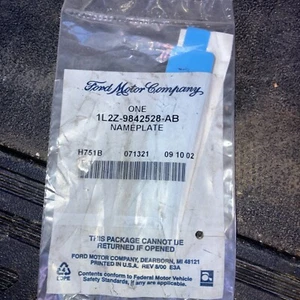 Ford Motor Company,
ONE
1L2Z-9842528-AB
NAMEPLATE
H751B 071321 09 10 02
THIS PACKAGE CANNOT BE
RETURNED IF OPENED
FORD MOTOR COMPANY, DEARBORN, MI 48121
PRINTED IN U.S.A. REV 8/00 E3A
Contents conform to Federal Motor Vehicle
Safety Standards, If Any are applicable.
LDPE